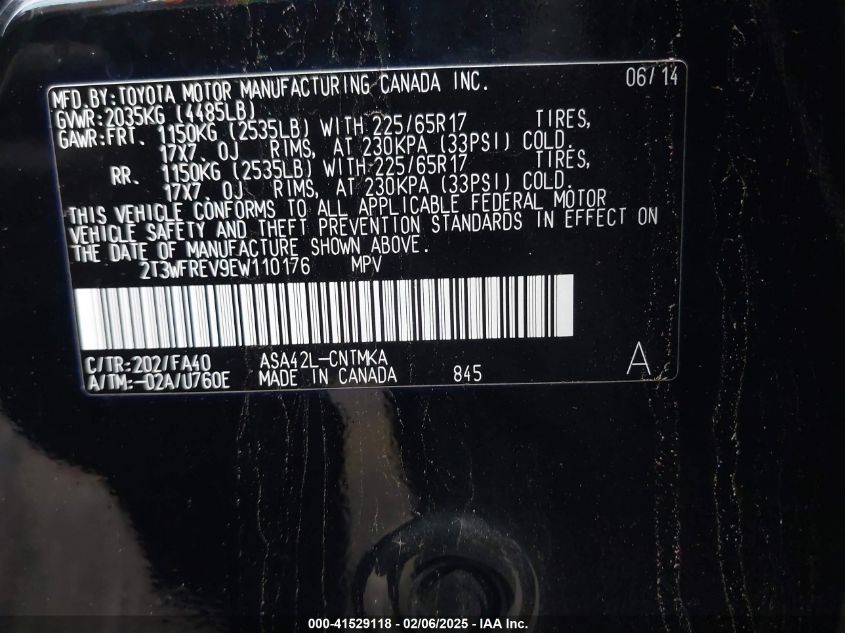 MFD.BY:TOYOTA MOTOR MANUFACTURING CANADA INC. 06/14
GVWR:2035KG (4485LB)
GAWR:FRT. 1150KG (2535LB) WITH 225/65R17 TIRES,
17X7.0J RIMS, AT 230KPA (33PSI) COLD.
RR. 1150KG (2535LB) WITH 225/65R17 TIRES,
17X7.0J RIMS, AT 230KPA (33PSI) COLD.
THIS VEHICLE CONFORMS TO ALL APPLICABLE FEDERAL MOTOR
VEHICLE SAFETY AND THEFT PREVENTION STANDARDS IN EFFECT ON
THE DATE OF MANUFACTURE SHOWN ABOVE.
2T3WFREV9EW110176 MPV
C/TR:202/FA40 ASA42L-CNTMKA A
A/TM:-02A/U760E MADE IN CANADA 845
000-41529118 - 02/06/2025 - IAA Inc.